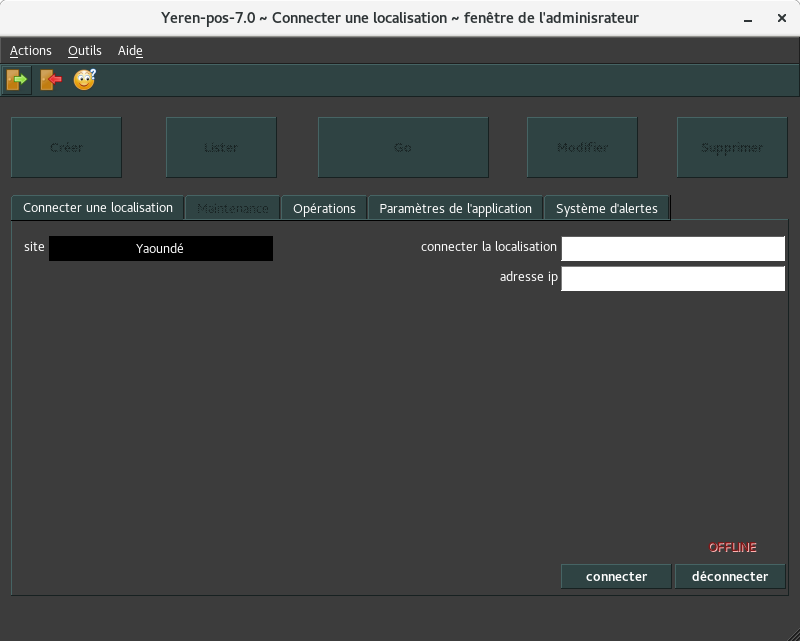 Yeren-pos-7.0 ~ Connecter une localisation ~ fenêtre de l'adminisrateur
Actions Outils Aide
Créer Lister Go Modifier Supprimer
Connecter une localisation Maintenance Opérations Paramètres de l'application Système d'alertes
site Yaoundé connecter la localisation
adresse ip
OFFLINE
connecter déconnecter